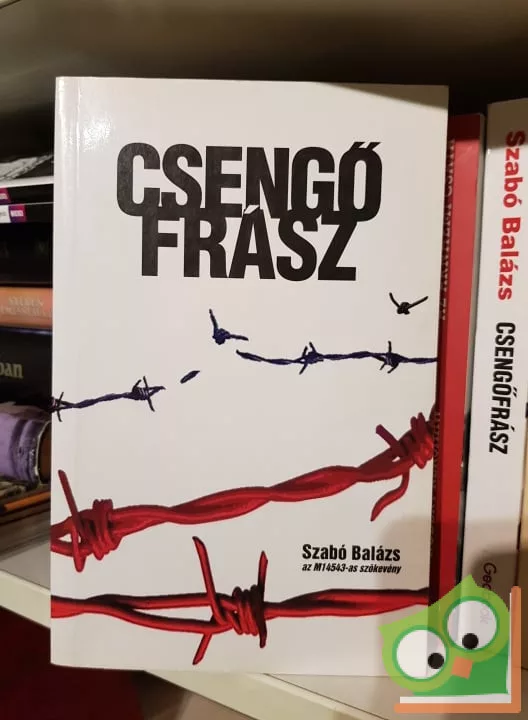 CSENGŐ
FRÁSZ
Szabó Balázs
az M14543-as szökevény
Szabó Balázs CSENGŐFRÁSZ